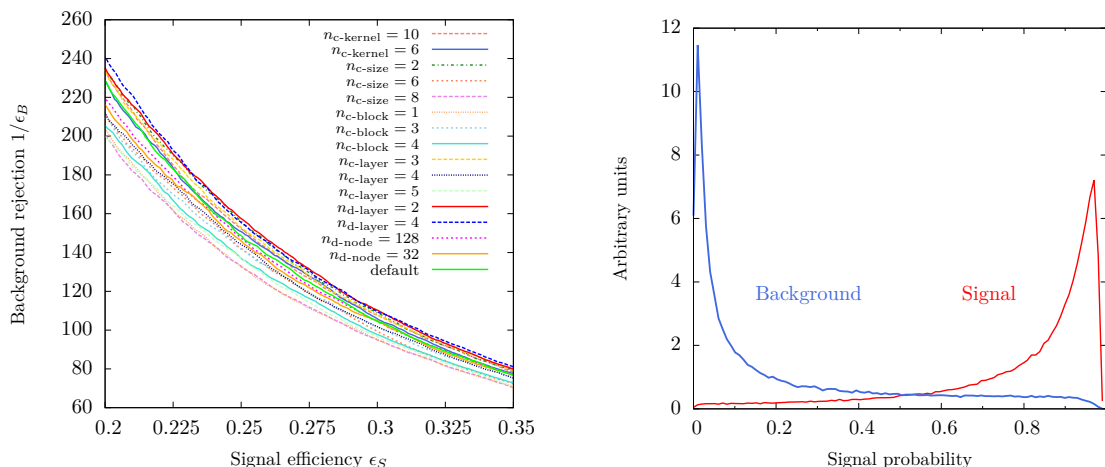 260
240
220
200
180
160
140
120
100
80
60
0.2 0.225 0.25 0.275 0.3 0.325 0.35
Background rejection 1/ϵ_B
Signal efficiency ϵ_S
n_c-kernel = 10
n_c-kernel = 6
n_c-size = 2
n_c-size = 6
n_c-size = 8
n_c-block = 1
n_c-block = 3
n_c-block = 4
n_c-layer = 3
n_c-layer = 4
n_c-layer = 5
n_d-layer = 2
n_d-layer = 4
n_d-node = 128
n_d-node = 32
default
12
10
8
6
4
2
0
0 0.2 0.4 0.6 0.8 1
Arbitrary units
Signal probability
Background
Signal